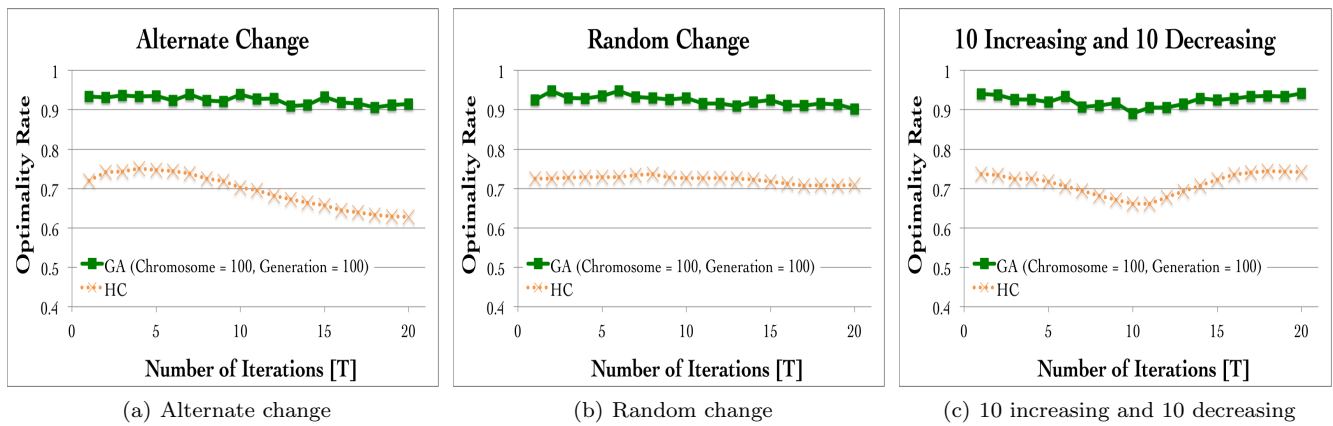 Alternate Change
Optimality Rate
1
0.9
0.8
0.7
0.6
0.5
0.4
GA (Chromosome = 100, Generation = 100)
HC
0 5 10 15 20
Number of Iterations [T]
(a) Alternate change
Random Change
Optimality Rate
1
0.9
0.8
0.7
0.6
0.5
0.4
GA (Chromosome = 100, Generation = 100)
HC
0 5 10 15 20
Number of Iterations [T]
(b) Random change
10 Increasing and 10 Decreasing
Optimality Rate
1
0.9
0.8
0.7
0.6
0.5
0.4
GA (Chromosome = 100, Generation = 100)
HC
0 5 10 15 20
Number of Iterations [T]
(c) 10 increasing and 10 decreasing